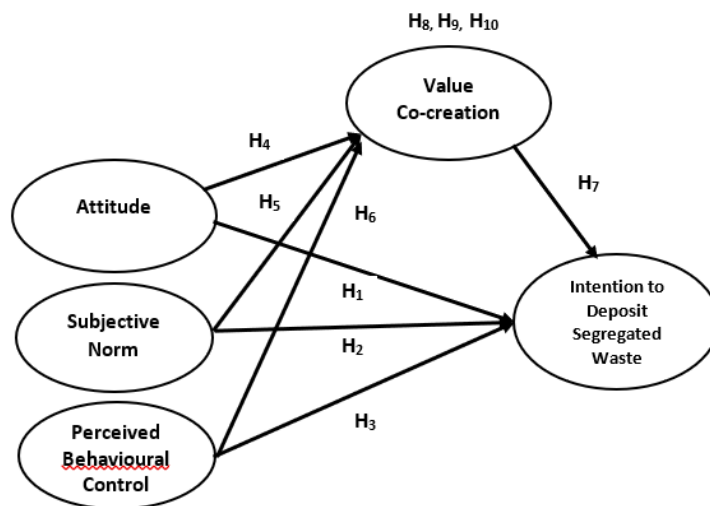 H₈, H₉, H₁₀
Value
Co-creation
H₄
H₇
H₅
H₆
Attitude
H₁
Intention to
Deposit
Segregated
Waste
Subjective
Norm
H₂
H₃
Perceived
Behavioural
Control